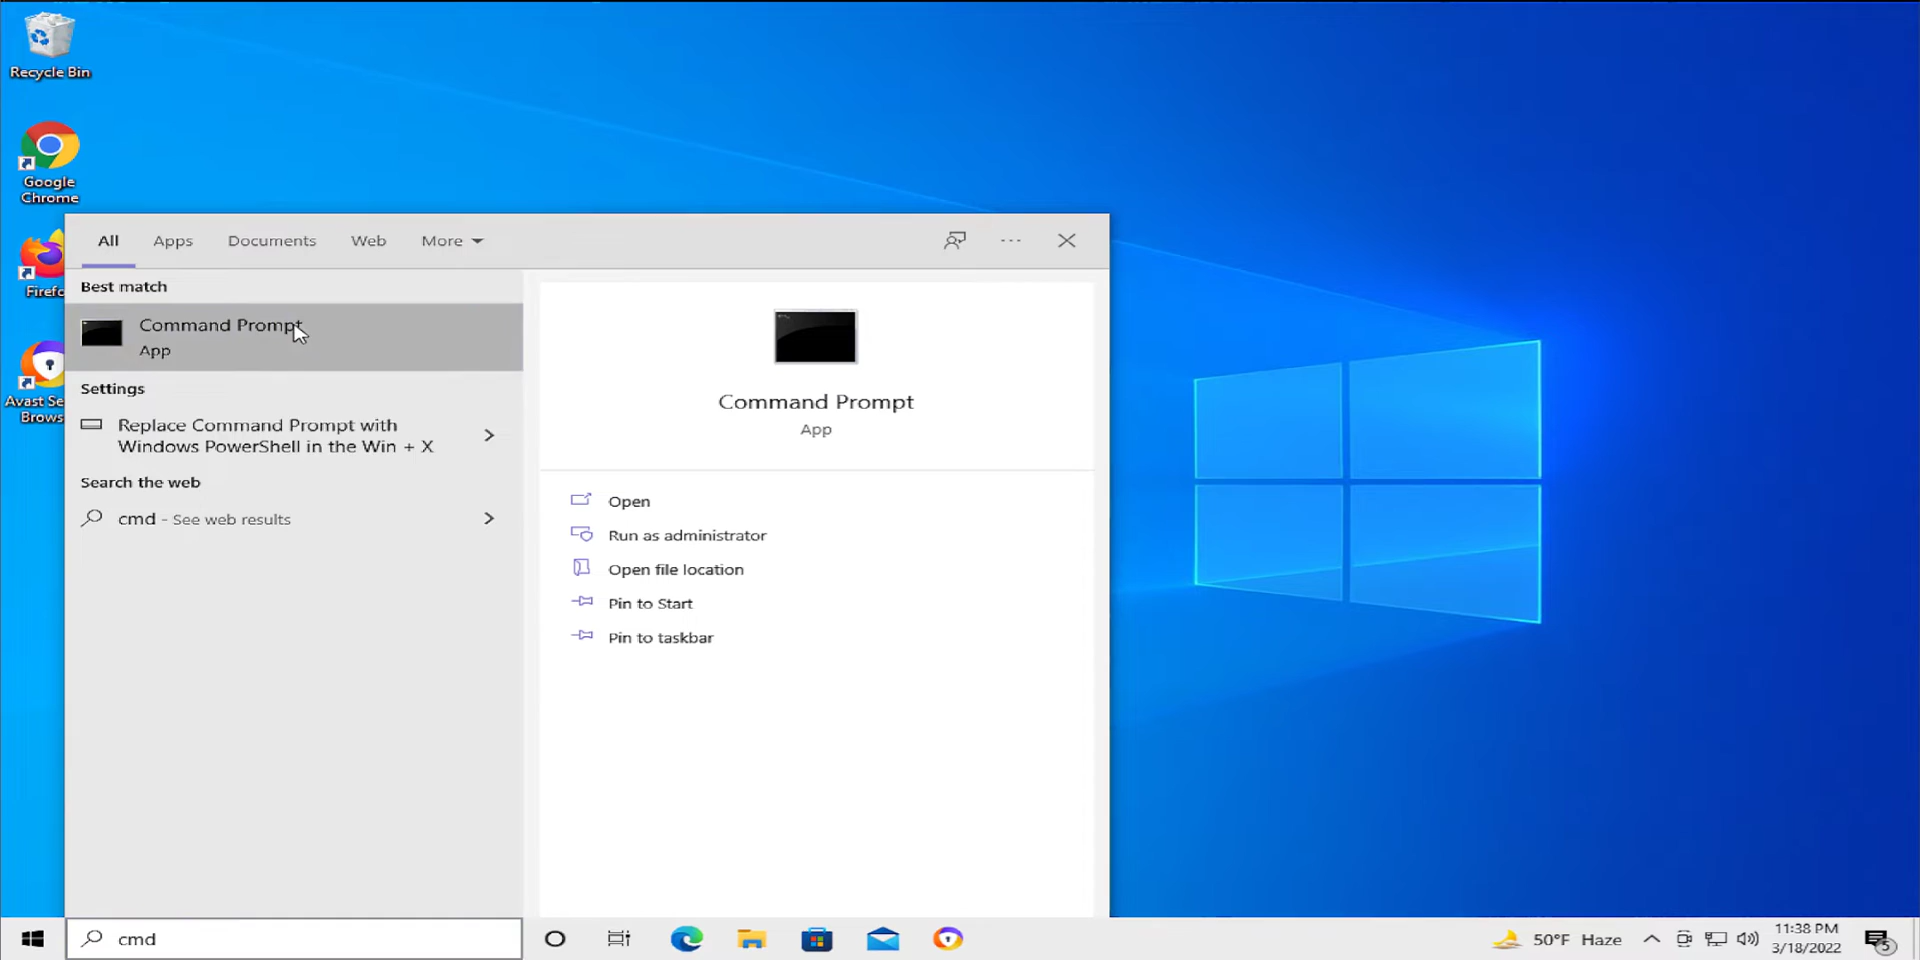 Recycle Bin
Google
Chrome
Firefo
Avast Se
Brows
All
Apps
Documents
Web
More
Best match
Command Prompt
App
Settings
Replace Command Prompt with
Windows PowerShell in the Win + X
Search the web
cmd - See web results
Command Prompt
App
Open
Run as administrator
Open file location
Pin to Start
Pin to taskbar
cmd
50°F Haze
11:38 PM
3/18/2022
5